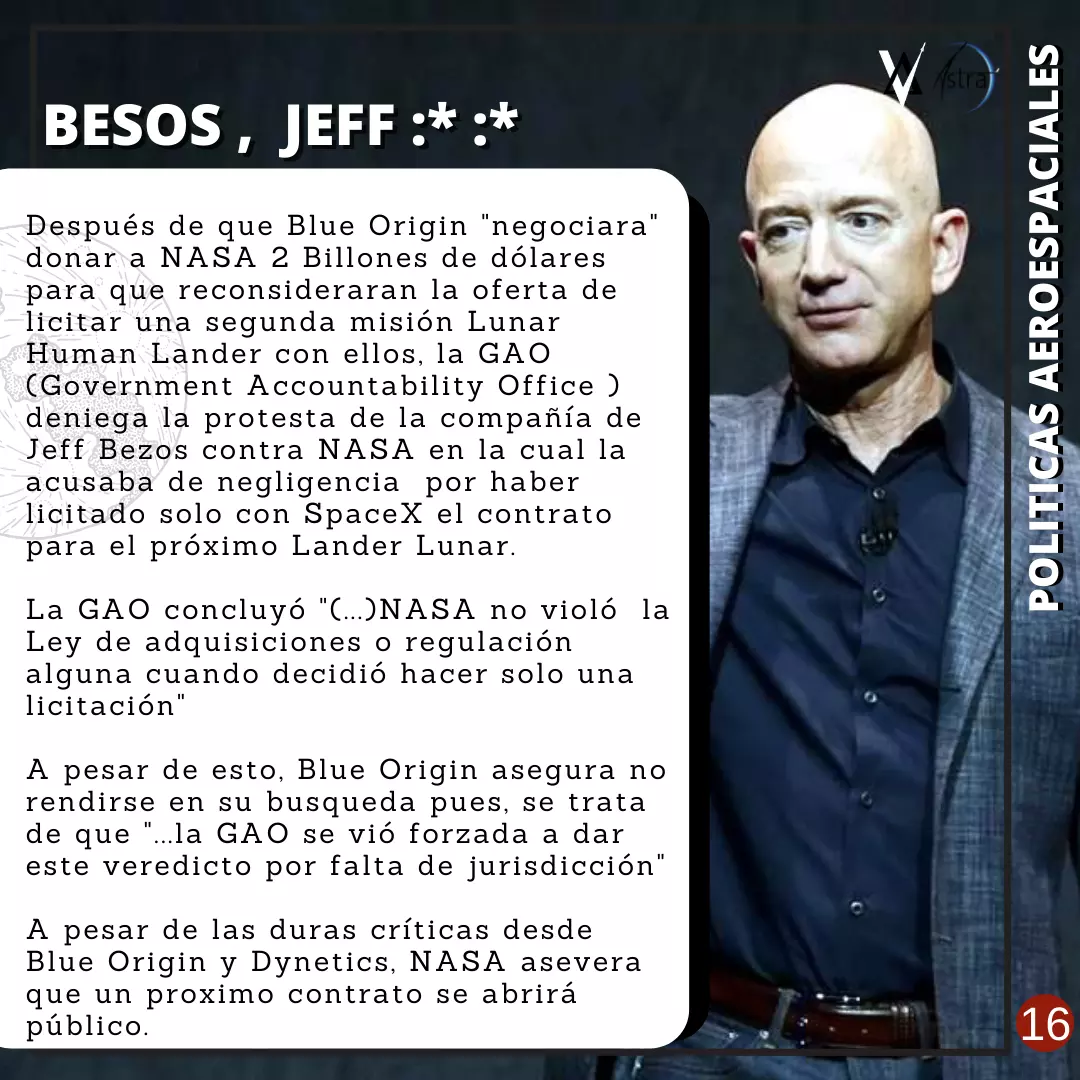 Astra
BESOS , JEFF :* :*
POLITICAS AEROESPACIALES
Después de que Blue Origin "negociara"
donar a NASA 2 Billones de dólares
para que reconsideraran la oferta de
licitar una segunda misión Lunar
Human Lander con ellos, la GAO
(Government Accountability Office )
deniega la protesta de la compañía de
Jeff Bezos contra NASA en la cual la
acusaba de negligencia por haber
licitado solo con SpaceX el contrato
para el próximo Lander Lunar.
La GAO concluyó "(...)NASA no violó la
Ley de adquisiciones o regulación
alguna cuando decidió hacer solo una
licitación"
A pesar de esto, Blue Origin asegura no
rendirse en su busqueda pues, se trata
de que "...la GAO se vió forzada a dar
este veredicto por falta de jurisdicción"
A pesar de las duras críticas desde
Blue Origin y Dynetics, NASA asevera
que un proximo contrato se abrirá
público.
16